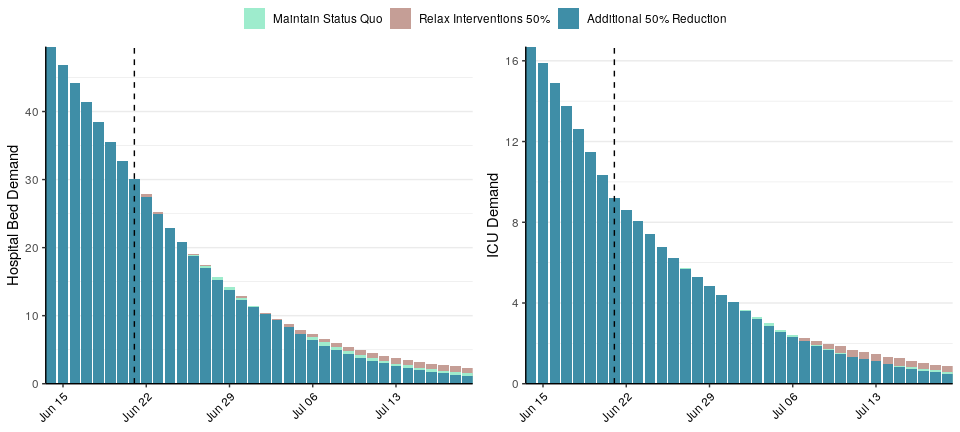 Maintain Status Quo Relax Interventions 50% Additional 50% Reduction
Hospital Bed Demand
40
30
20
10
0
Jun 15 Jun 22 Jun 29 Jul 06 Jul 13
ICU Demand
16
12
8
4
0
Jun 15 Jun 22 Jun 29 Jul 06 Jul 13